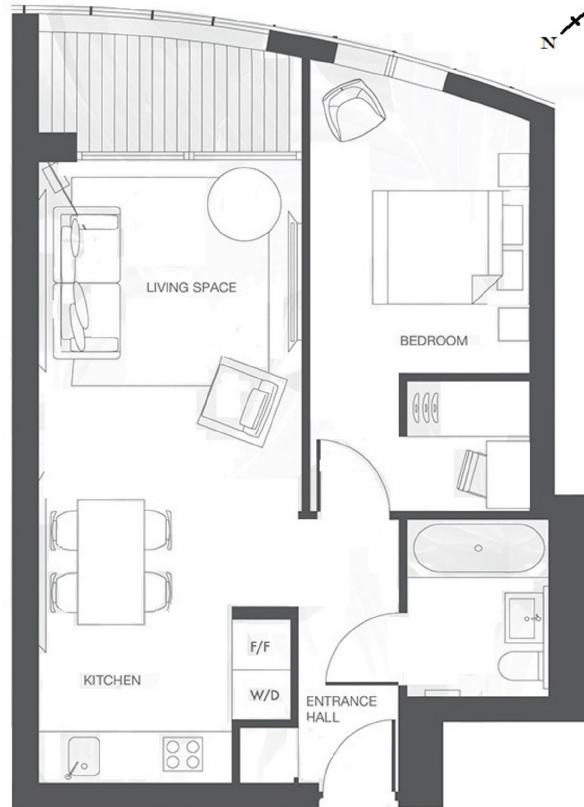 N
LIVING SPACE
BEDROOM
F/F
KITCHEN
W/D
ENTRANCE
HALL